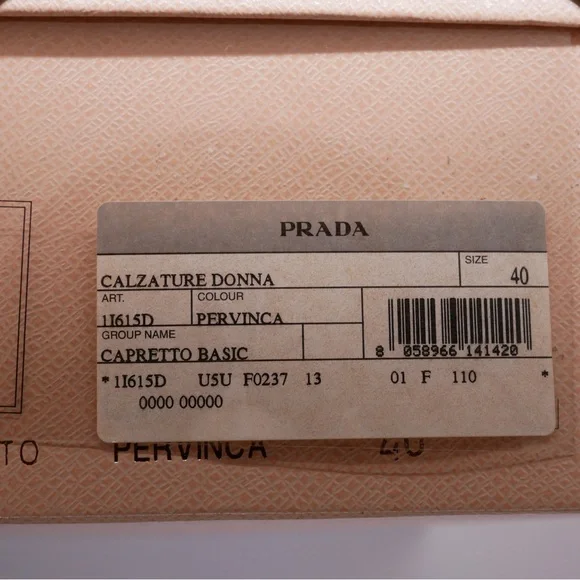 PRADA
CALZATURE DONNA
SIZE
40
ART.
1I615D
COLOUR
PERVINCA
GROUP NAME
CAPRETTO BASIC
8 058966 141420
* 1I615D U5U F0237 13 01 F 110 *
0000 00000
TO PERVINCA 40